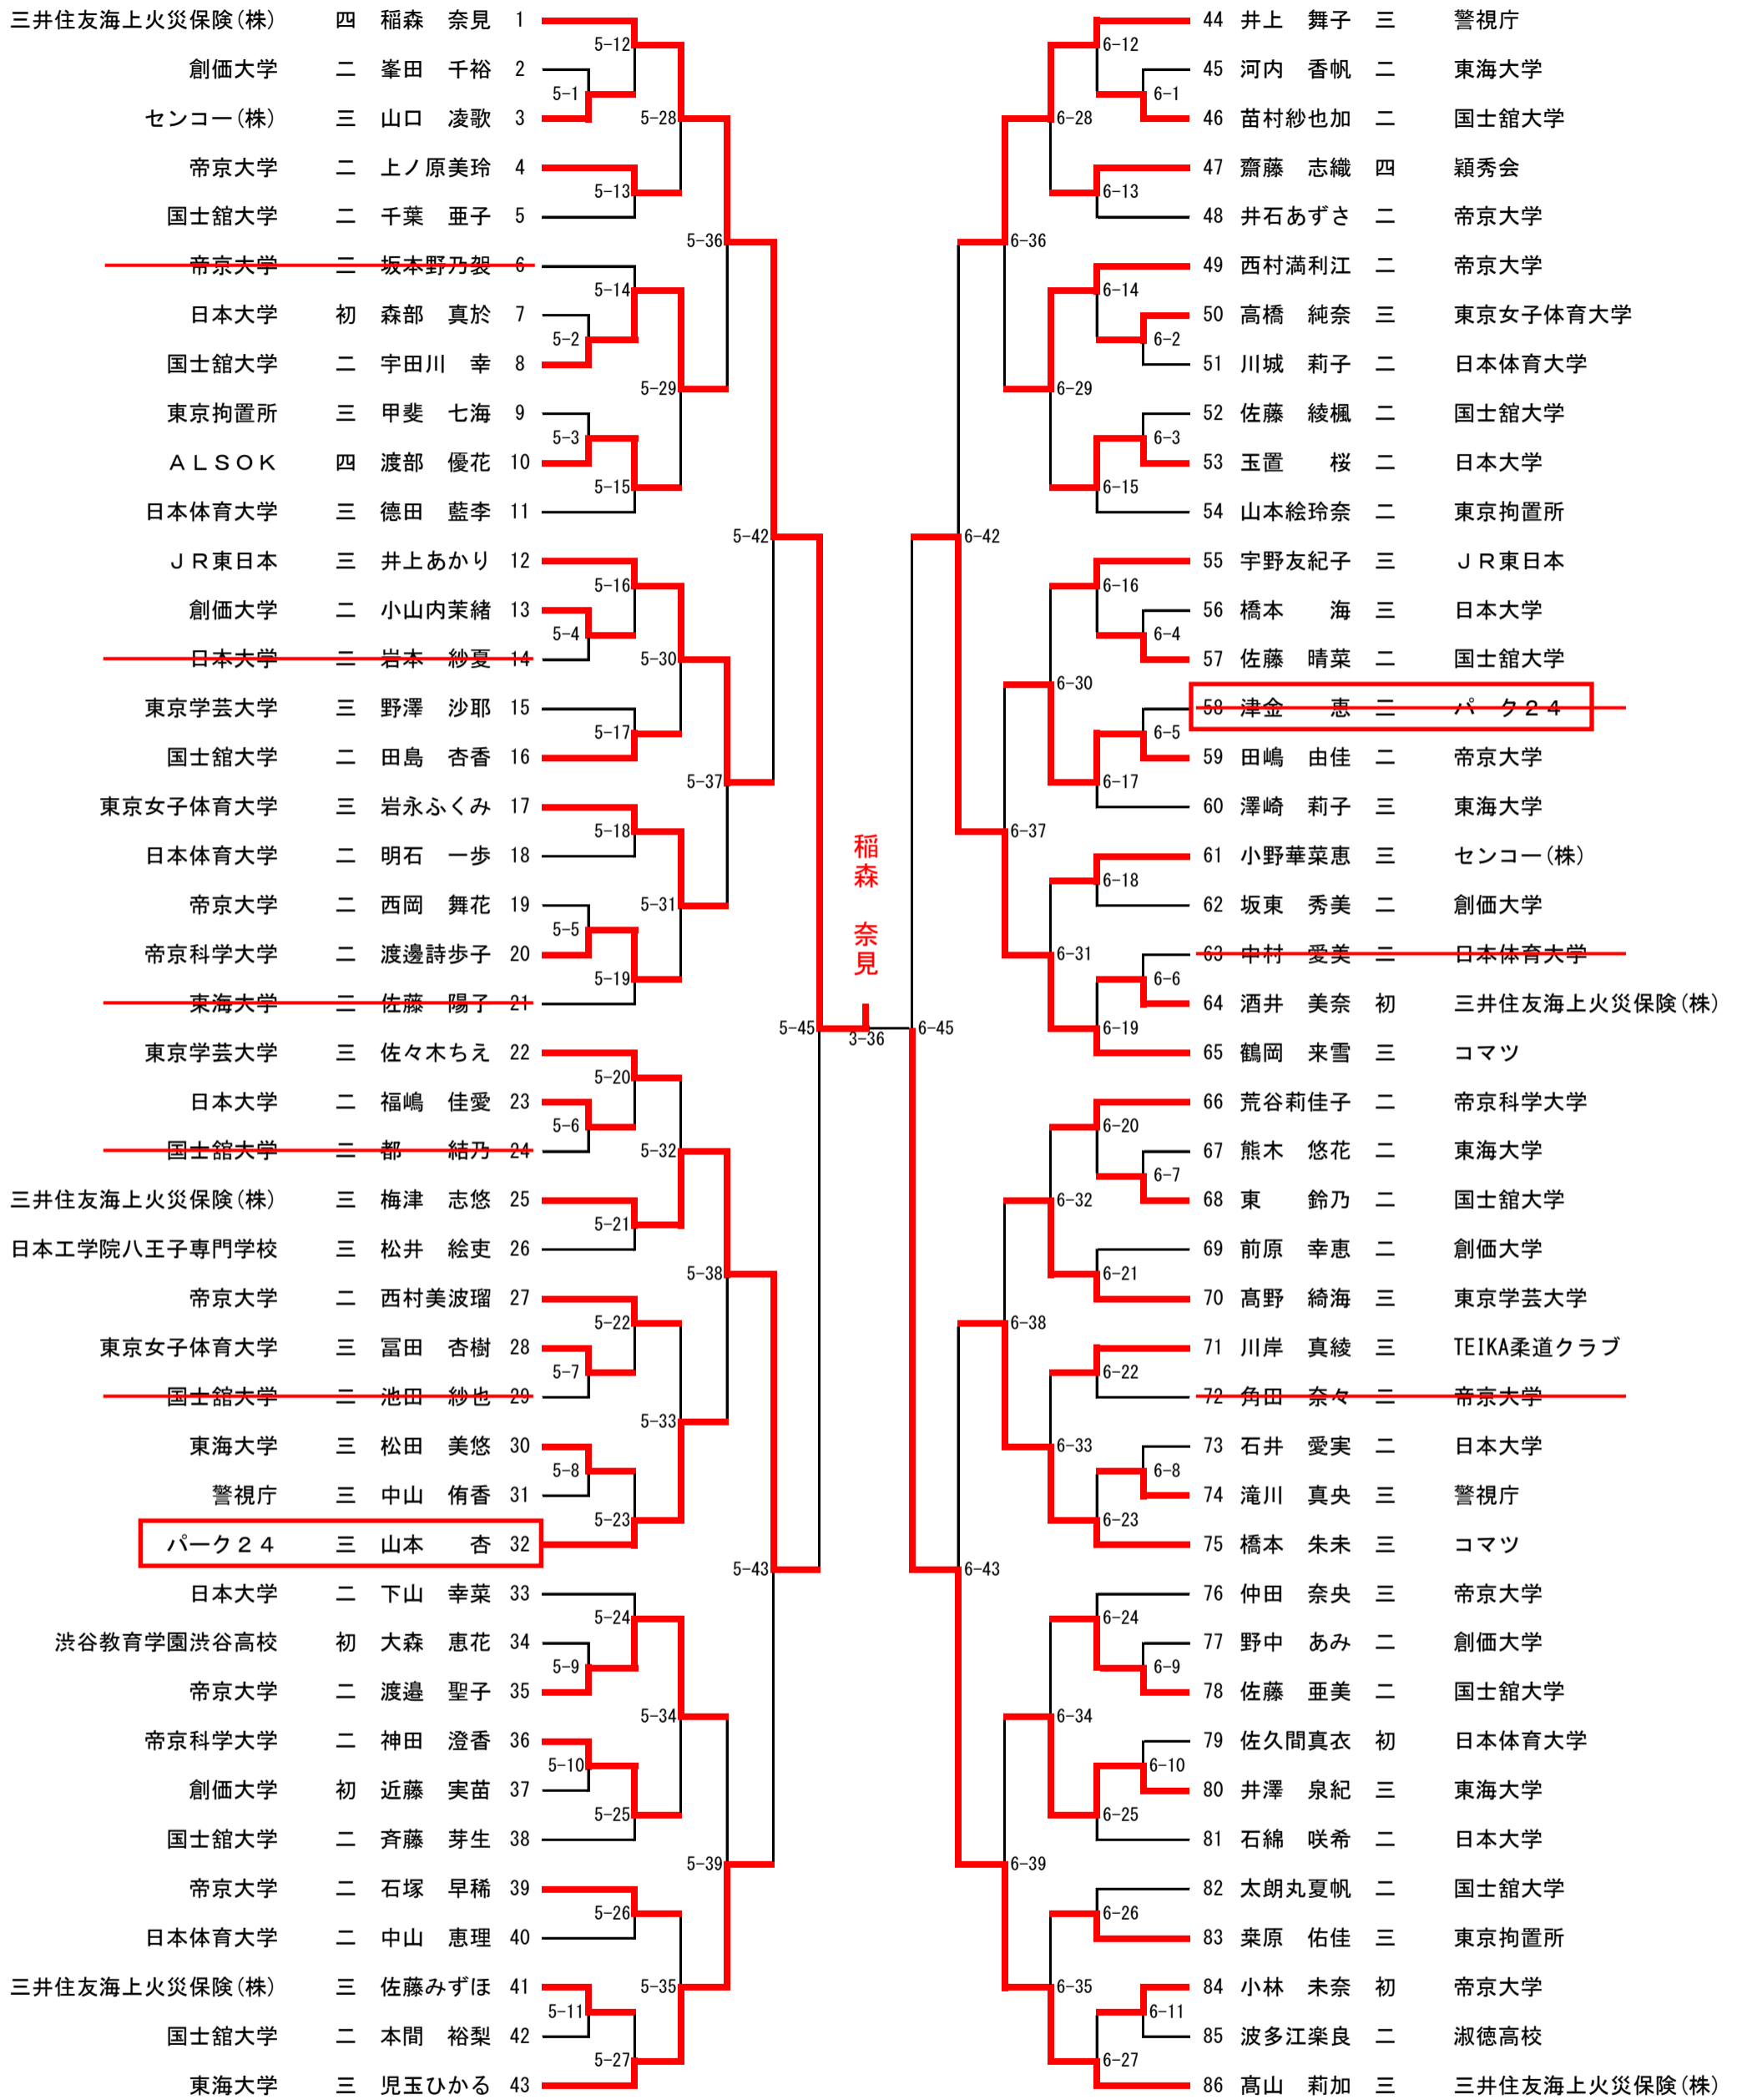 三井住友海上火災保険(株) 四 稲森 奈見 1
創価大学 二 峯田 千裕 2
センコー(株) 三 山口 凌歌 3
帝京大学 二 上ノ原美玲 4
国士舘大学 二 千葉 亜子 5
帝京大学 二 坂本野乃袈 6
日本大学 初 森部 真於 7
国士舘大学 二 宇田川 幸 8
東京拘置所 三 甲斐 七海 9
ALSOK 四 渡部 優花 10
日本体育大学 三 德田 藍李 11
JR東日本 三 井上あかり 12
創価大学 二 小山内茉緒 13
日本大学 二 岩本 紗夏 14
東京学芸大学 三 野澤 沙耶 15
国士舘大学 二 田島 杏香 16
東京女子体育大学 三 岩永ふくみ 17
日本体育大学 二 明石 一歩 18
帝京大学 二 西岡 舞花 19
帝京科学大学 二 渡邊詩歩子 20
東海大学 二 佐藤 陽子 21
東京学芸大学 三 佐々木ちえ 22
日本大学 二 福嶋 佳愛 23
国士舘大学 二 都 結乃 24
三井住友海上火災保険(株) 三 梅津 志悠 25
日本工学院八王子専門学校 三 松井 絵吏 26
帝京大学 二 西村美波瑠 27
東京女子体育大学 三 冨田 杏樹 28
国士舘大学 二 池田 紗也 29
東海大学 三 松田 美悠 30
警視庁 三 中山 侑香 31
パーク24 三 山本 杏 32
日本大学 二 下山 幸菜 33
渋谷教育学園渋谷高校 初 大森 恵花 34
帝京大学 二 渡邉 聖子 35
帝京科学大学 二 神田 澄香 36
創価大学 初 近藤 実苗 37
国士舘大学 二 斉藤 芽生 38
帝京大学 二 石塚 早稀 39
日本体育大学 二 中山 恵理 40
三井住友海上火災保険(株) 三 佐藤みずほ 41
国士舘大学 二 本間 裕梨 42
東海大学 三 児玉ひかる 43
5-1
5-2
5-3
5-4
5-5
5-6
5-7
5-8
5-9
5-10
5-11
5-12
5-13
5-14
5-15
5-16
5-17
5-18
5-19
5-20
5-21
5-22
5-23
5-24
5-25
5-26
5-27
5-28
5-29
5-30
5-31
5-32
5-33
5-34
5-35
5-36
5-37
5-38
5-39
5-42
5-43
5-45
稲森 奈見
3-36
6-45
6-42
6-43
6-36
6-37
6-38
6-39
6-28
6-29
6-30
6-31
6-32
6-33
6-34
6-35
6-12
6-13
6-14
6-15
6-16
6-17
6-18
6-19
6-20
6-21
6-22
6-23
6-24
6-25
6-26
6-27
6-1
6-2
6-3
6-4
6-5
6-6
6-7
6-8
6-9
6-10
6-11
44 井上 舞子 三 警視庁
45 河内 香帆 二 東海大学
46 苗村紗也加 二 国士舘大学
47 齋藤 志織 四 穎秀会
48 井石あずさ 二 帝京大学
49 西村満利江 二 帝京大学
50 高橋 純奈 三 東京女子体育大学
51 川城 莉子 二 日本体育大学
52 佐藤 綾楓 二 国士舘大学
53 玉置 桜 二 日本大学
54 山本絵玲奈 二 東京拘置所
55 宇野友紀子 三 JR東日本
56 橋本 海 三 日本大学
57 佐藤 晴菜 二 国士舘大学
58 津金 恵 三 パーク24
59 田嶋 由佳 二 帝京大学
60 澤崎 莉子 三 東海大学
61 小野華菜恵 三 センコー(株)
62 坂東 秀美 二 創価大学
63 中村 愛美 二 日本体育大学
64 酒井 美奈 初 三井住友海上火災保険(株)
65 鶴岡 来雪 三 コマツ
66 荒谷莉佳子 二 帝京科学大学
67 熊木 悠花 二 東海大学
68 東 鈴乃 二 国士舘大学
69 前原 幸恵 二 創価大学
70 髙野 綺海 三 東京学芸大学
71 川岸 真綾 三 TEIKA柔道クラブ
72 角田 奈々 二 帝京大学
73 石井 愛実 二 日本大学
74 滝川 真央 三 警視庁
75 橋本 朱未 三 コマツ
76 仲田 奈央 三 帝京大学
77 野中 あみ 二 創価大学
78 佐藤 亜美 二 国士舘大学
79 佐久間真衣 初 日本体育大学
80 井澤 泉紀 三 東海大学
81 石綿 咲希 二 日本大学
82 太朗丸夏帆 二 国士舘大学
83 桒原 佑佳 三 東京拘置所
84 小林 未奈 初 帝京大学
85 波多江楽良 二 淑徳高校
86 髙山 莉加 三 三井住友海上火災保険(株)